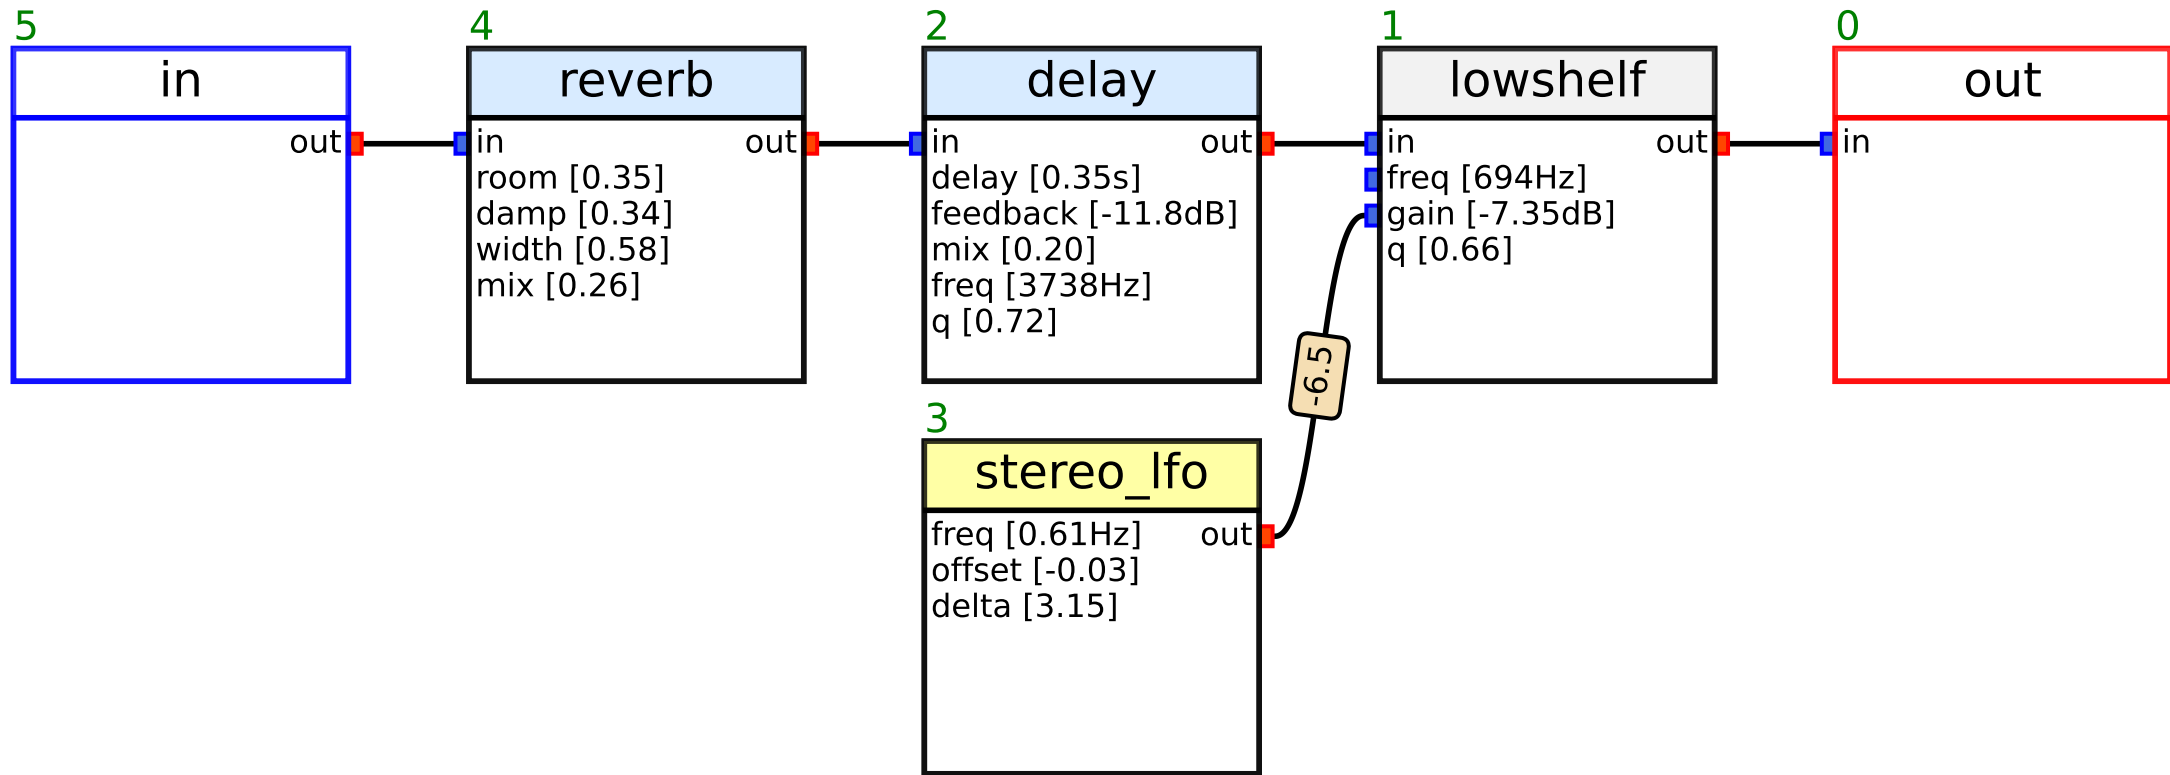 5
in
out
4
reverb
in
out
room [0.35]
damp [0.34]
width [0.58]
mix [0.26]
2
delay
in
out
delay [0.35s]
feedback [-11.8dB]
mix [0.20]
freq [3738Hz]
q [0.72]
1
lowshelf
in
out
freq [694Hz]
gain [-7.35dB]
q [0.66]
0
out
in
-6.5
3
stereo_lfo
freq [0.61Hz]
out
offset [-0.03]
delta [3.15]